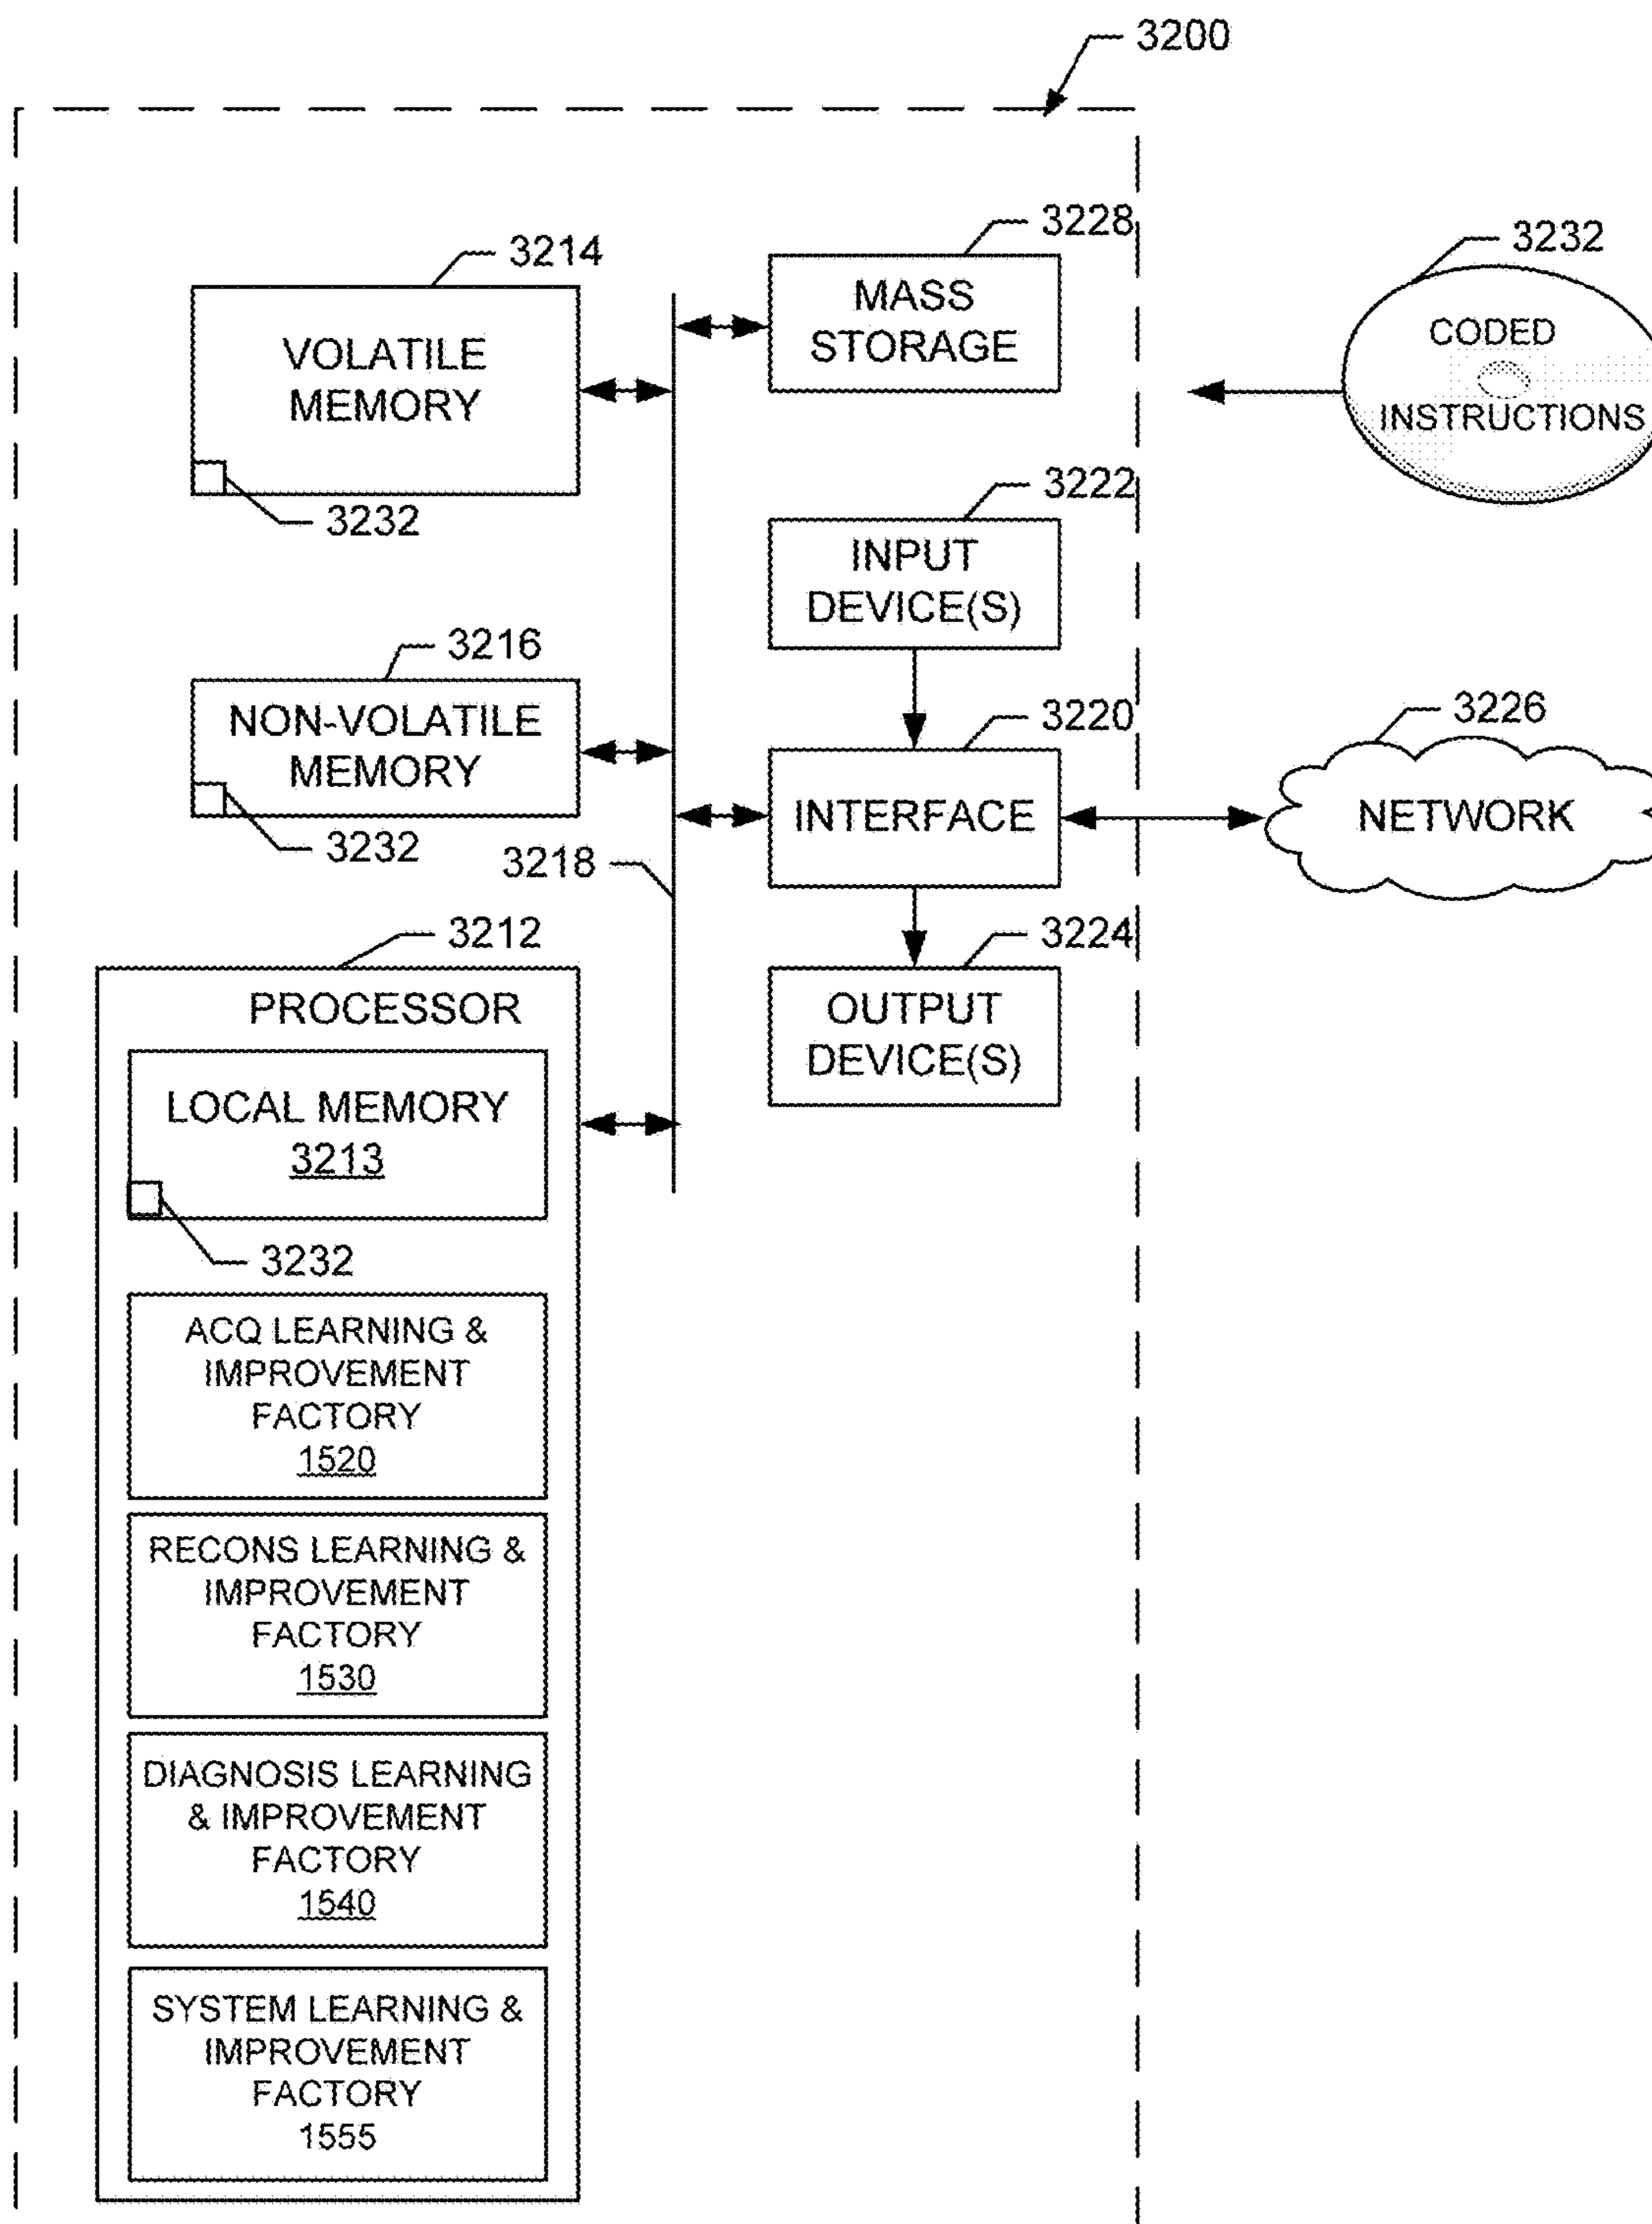 3200
3228
MASS
STORAGE
3214
VOLATILE
MEMORY
3232
3232
CODED
INSTRUCTIONS
3222
INPUT
DEVICE(S)
3216
NON-VOLATILE
MEMORY
3232
3220
INTERFACE
3226
NETWORK
3218
3224
OUTPUT
DEVICE(S)
3212
PROCESSOR
LOCAL MEMORY
3213
3232
ACQ LEARNING &
IMPROVEMENT
FACTORY
1520
RECONS LEARNING &
IMPROVEMENT
FACTORY
1530
DIAGNOSIS LEARNING
& IMPROVEMENT
FACTORY
1540
SYSTEM LEARNING &
IMPROVEMENT
FACTORY
1555